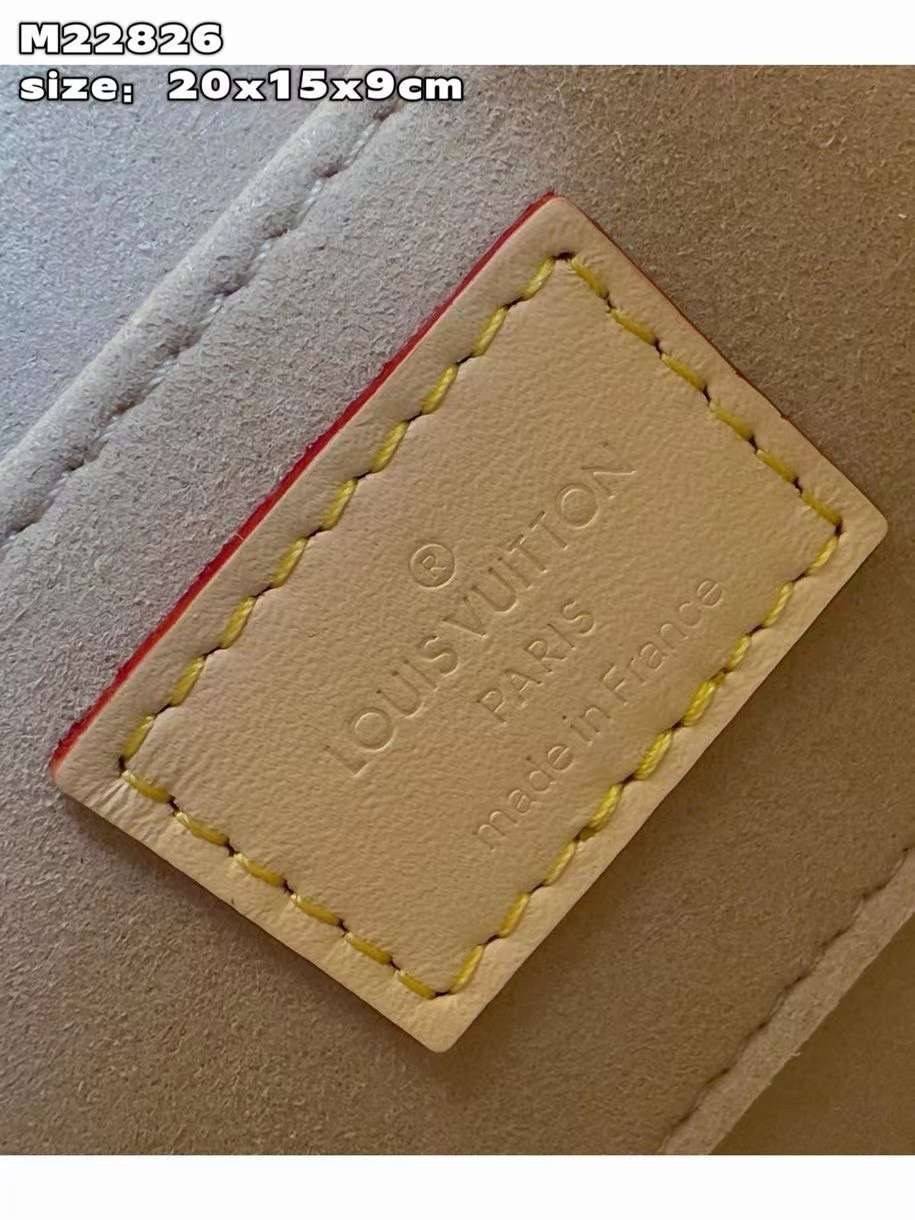 M22826
size: 20x15x9cm
®
LOUIS VUITTON
PARIS
made in France